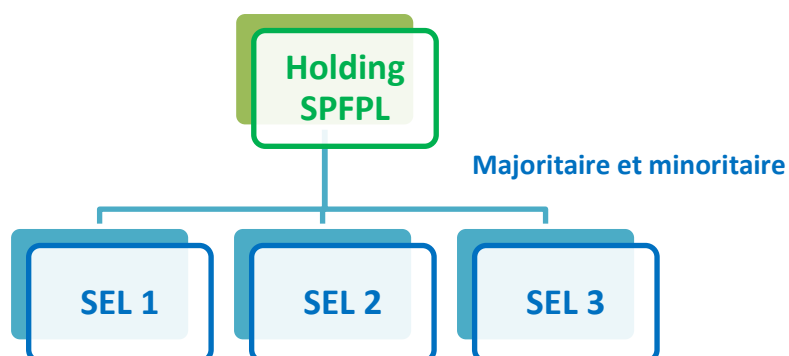 Holding
SPFPL
Majoritaire et minoritaire
SEL 1
SEL 2
SEL 3